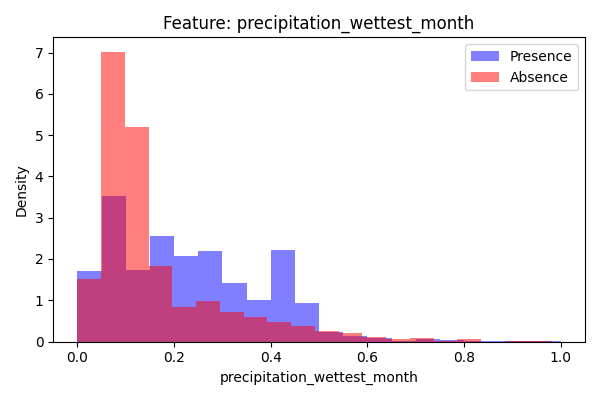 Feature: precipitation_wettest_month
Presence
Absence
Density
7
6
5
4
3
2
1
0
0.0 0.2 0.4 0.6 0.8 1.0
precipitation_wettest_month